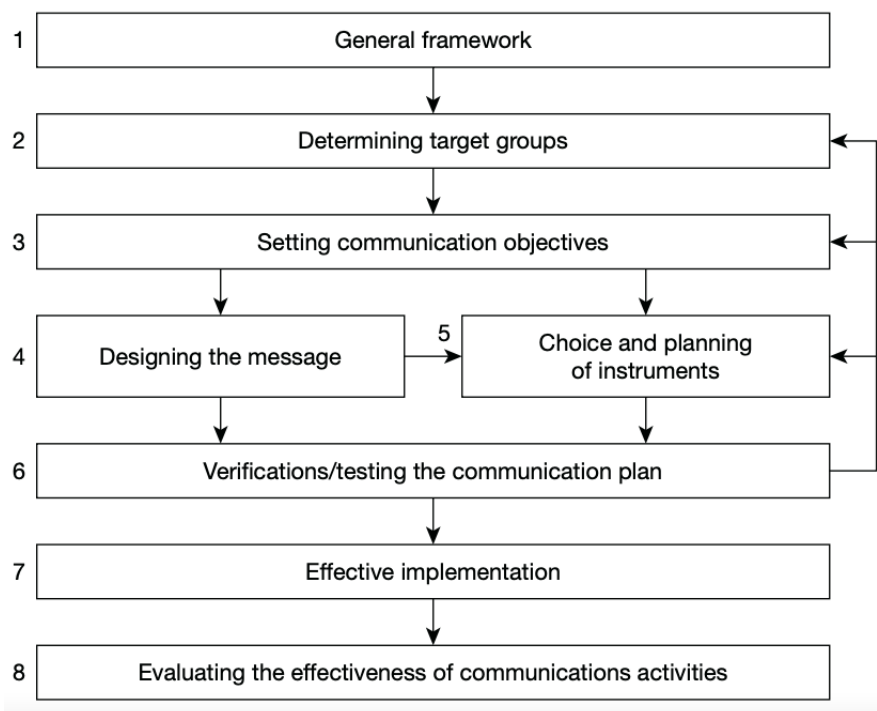 1 General framework
2 Determining target groups
3 Setting communication objectives
4 Designing the message
5 Choice and planning
of instruments
6 Verifications/testing the communication plan
7 Effective implementation
8 Evaluating the effectiveness of communications activities